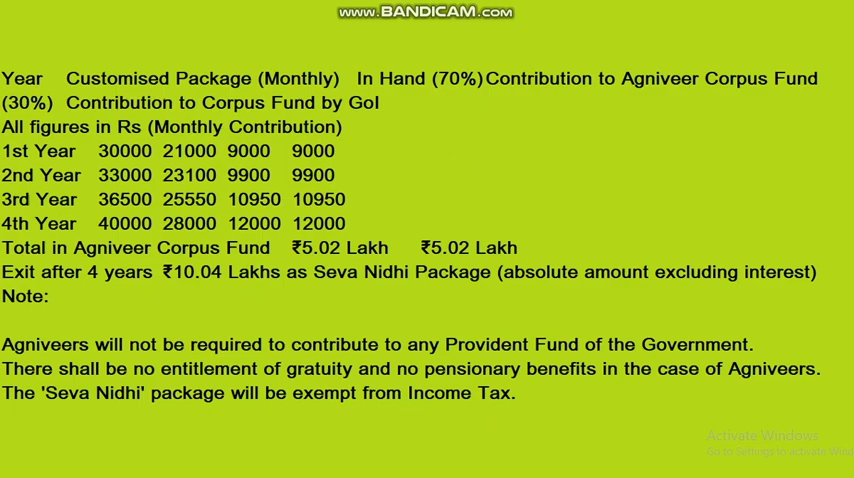 www.BANDICAM.com
Year Customised Package (Monthly) In Hand (70%) Contribution to Agniveer Corpus Fund
(30%) Contribution to Corpus Fund by GoI
All figures in Rs (Monthly Contribution)
1st Year 30000 21000 9000 9000
2nd Year 33000 23100 9900 9900
3rd Year 36500 25550 10950 10950
4th Year 40000 28000 12000 12000
Total in Agniveer Corpus Fund ₹5.02 Lakh ₹5.02 Lakh
Exit after 4 years ₹10.04 Lakhs as Seva Nidhi Package (absolute amount excluding interest)
Note:
Agniveers will not be required to contribute to any Provident Fund of the Government.
There shall be no entitlement of gratuity and no pensionary benefits in the case of Agniveers.
The 'Seva Nidhi' package will be exempt from Income Tax.
Activate Windows
Go to Settings to activate Wind